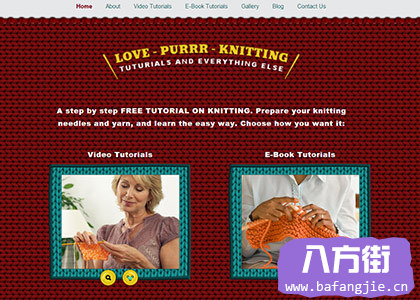 Home About Video Tutorials E-Book Tutorials Gallery Blog Contact Us
LOVE - PURRR - KNITTING
TUTURIALS AND EVERYTHING ELSE
A step by step FREE TUTORIAL ON KNITTING. Prepare your knitting
needles and yarn, and learn the easy way. Choose how you want it:
Video Tutorials E-Book Tutorials
八方街
www.bafangjie.cn